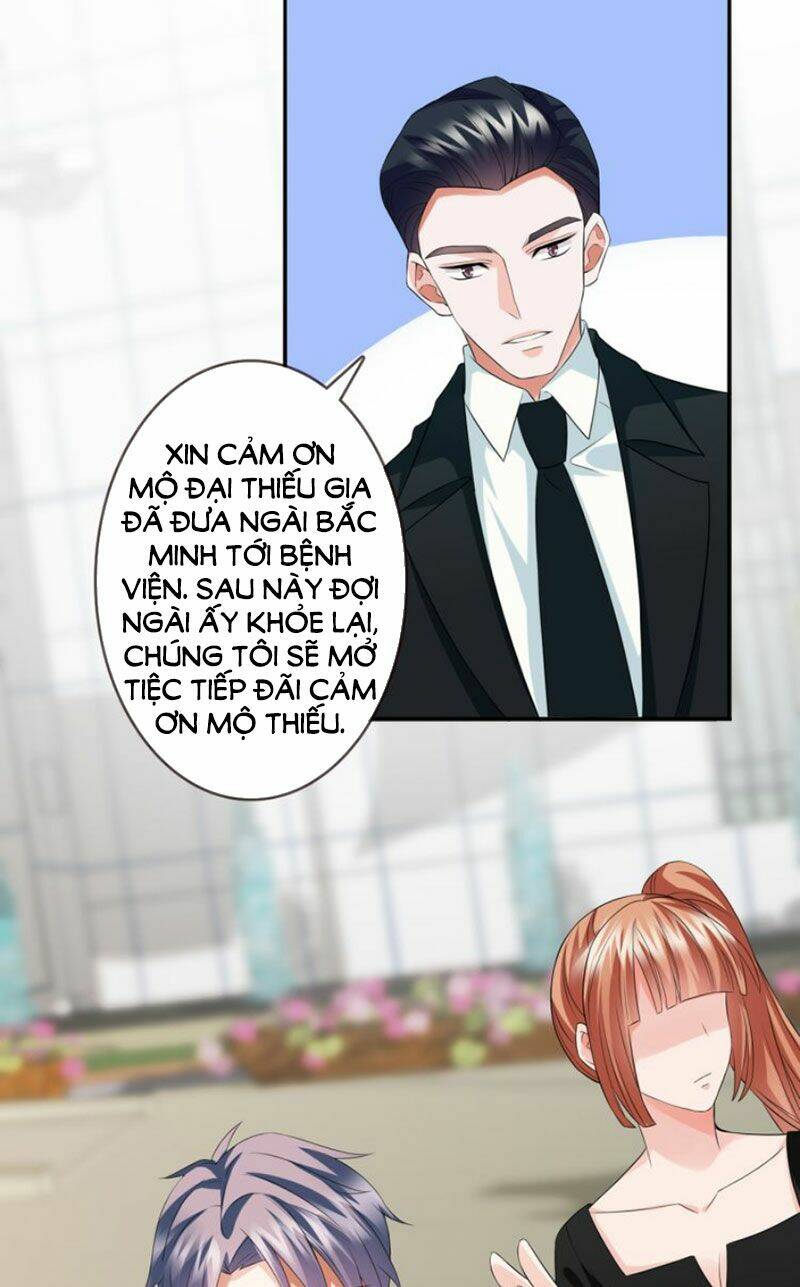 XIN CẢM ƠN
MỘ ĐẠI THIẾU GIA
ĐÃ ĐƯA NGÀI BẮC
MINH TỚI BỆNH
VIỆN. SAU NÀY ĐỢI
NGÀI ẤY KHỎE LẠI,
CHÚNG TÔI SẼ MỞ
TIỆC TIẾP ĐÃI CẢM
ƠN MỘ THIẾU.